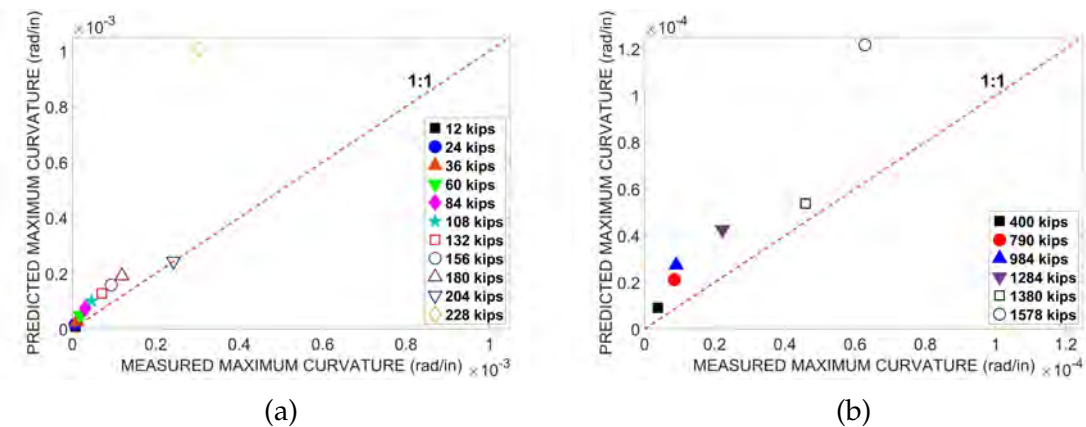 ×10⁻³
PREDICTED MAXIMUM CURVATURE (rad/in)
1
0.8
0.6
0.4
0.2
0
1:1
12 kips
24 kips
36 kips
60 kips
84 kips
108 kips
132 kips
156 kips
180 kips
204 kips
228 kips
0 0.2 0.4 0.6 0.8 1
MEASURED MAXIMUM CURVATURE (rad/in) ×10⁻³
(a)
×10⁻⁴
PREDICTED MAXIMUM CURVATURE (rad/in)
1.2
1
0.8
0.6
0.4
0.2
0
1:1
400 kips
790 kips
984 kips
1284 kips
1380 kips
1578 kips
0 0.2 0.4 0.6 0.8 1 1.2
MEASURED MAXIMUM CURVATURE (rad/in) ×10⁻⁴
(b)